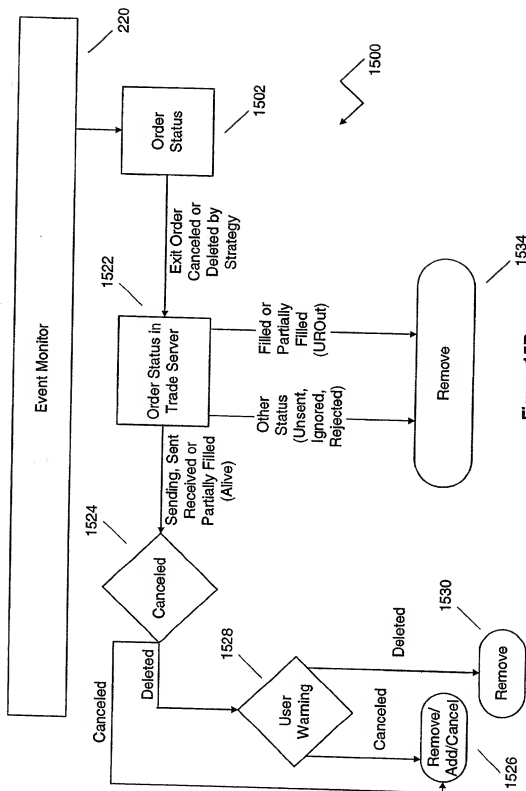 Event Monitor
220
Order
Status
1502
1500
Exit Order
Canceled or
Deleted by
Strategy
1522
Order Status in
Trade Server
Filled or
Partially
Filled
(UROut)
Other
Status
(Unsent,
Ignored,
Rejected)
Remove
1534
Sending, Sent
Received or
Partially Filled
(Alive)
1524
Canceled
Canceled
Deleted
1528
User
Warning
Deleted
1530
Remove
Canceled
Remove/
Add/Cancel
1526